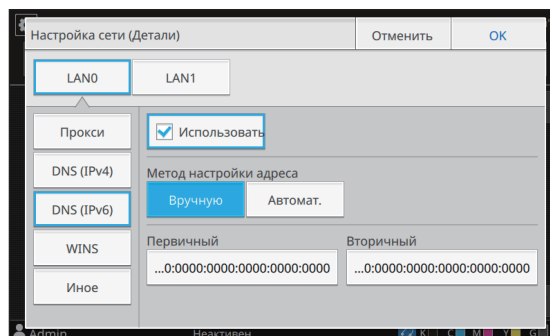 Настройка сети (Детали)
Отменить
OK
LAN0
LAN1
Прокси
DNS (IPv4)
DNS (IPv6)
WINS
Иное
Использовать
Метод настройки адреса
Вручную
Автомат.
Первичный
Вторичный
...0:0000:0000:0000:0000:0000
...0:0000:0000:0000:0000:0000
Admin
Неактивен
K
C
M
Y
G